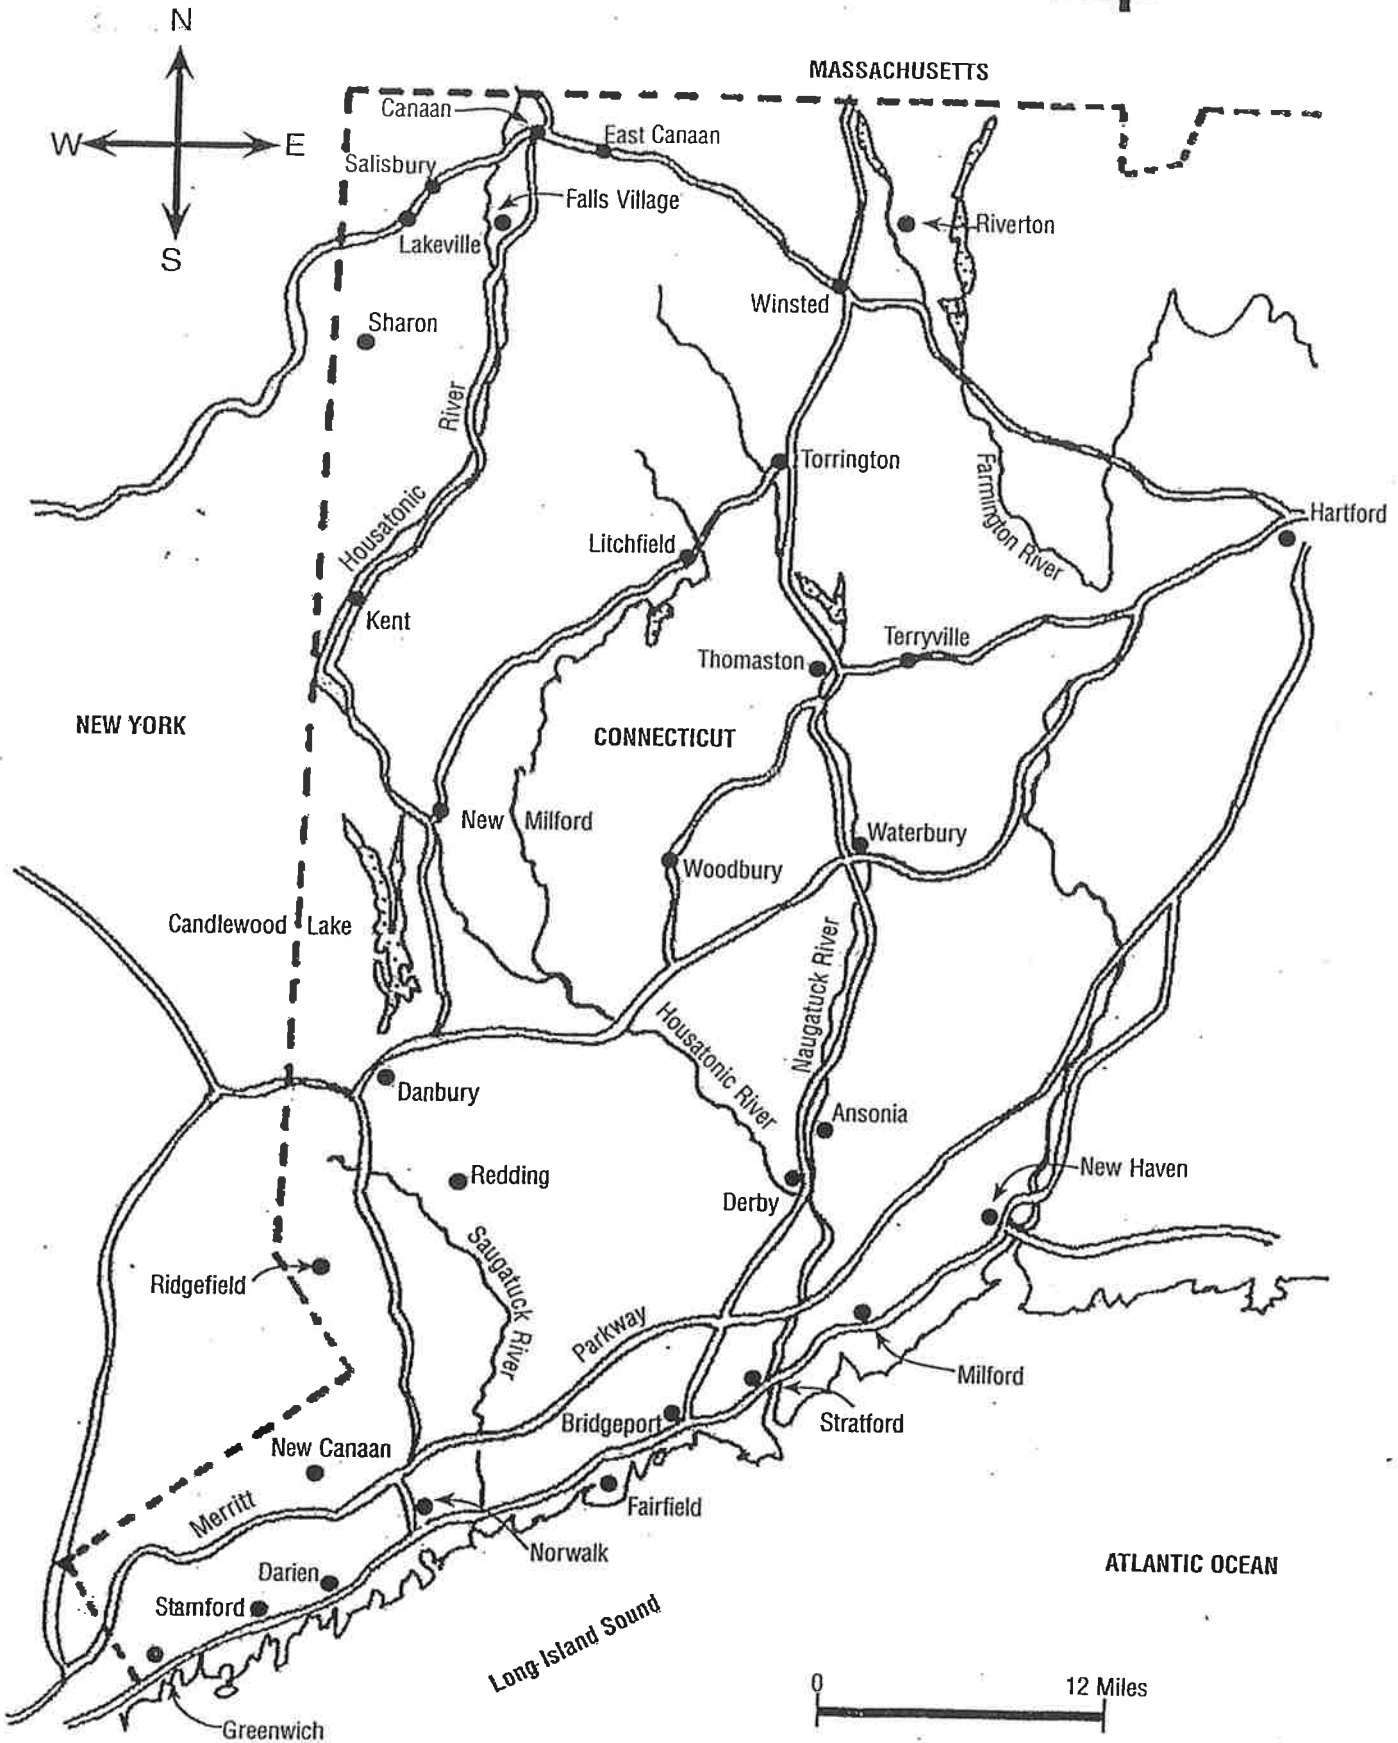 N
MASSACHUSETTS
Canaan
W
E
East Canaan
Salisbury
Falls Village
Riverton
Lakeville
S
Winsted
Sharon
River
Torrington
Farmington River
Housatonic
Hartford
Litchfield
Kent
Terryville
Thomaston
NEW YORK
CONNECTICUT
New Milford
Waterbury
Woodbury
Candlewood Lake
Naugatuck River
Housatonic River
Danbury
Ansonia
Redding
New Haven
Derby
Saugatuck River
Ridgefield
Parkway
Milford
Bridgeport
Stratford
New Canaan
Merritt
Fairfield
Norwalk
Darien
ATLANTIC OCEAN
Stamford
Long Island Sound
0
12 Miles
Greenwich